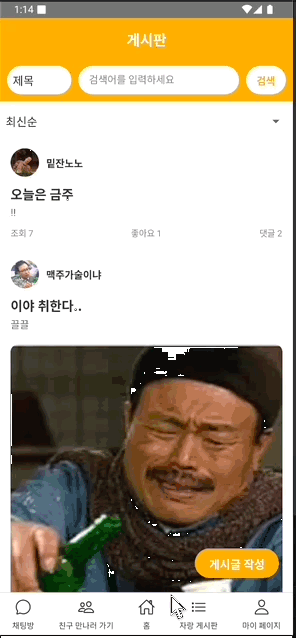 1:14
게시판
제목
검색어를 입력하세요
검색
최신순
밑잔노노
오늘은 금주
!!
조회 7 좋아요 1 댓글 2
맥주가술이냐
이야 취한다..
끌끌
게시글 작성
채팅방 친구 만나러 가기 홈 자랑 게시판 마이 페이지